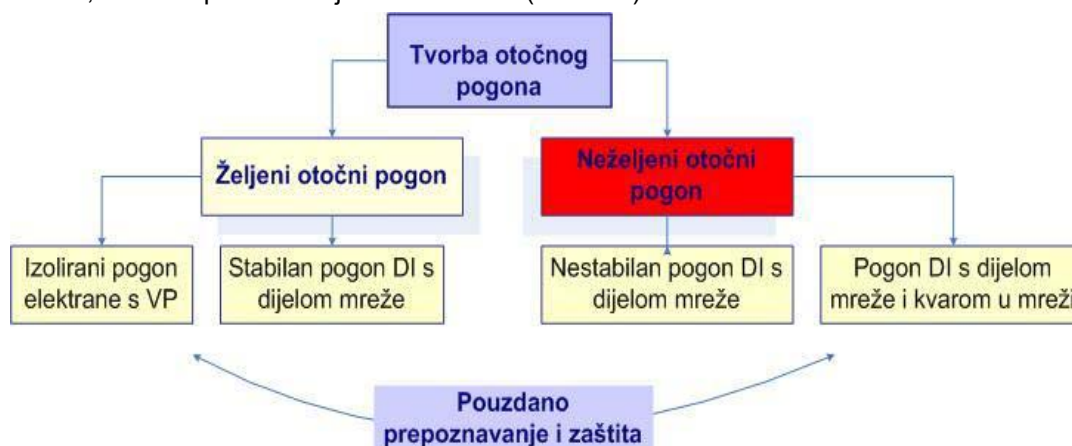 Tvorba otočnog
pogona
Željeni otočni pogon
Neželjeni otočni
pogon
Izolirani pogon
elektrane s VP
Stabilan pogon DI s
dijelom mreže
Nestabilan pogon DI s
dijelom mreže
Pogon DI s dijelom
mreže i kvarom u mreži
Pouzdano
prepoznavanje i zaštita